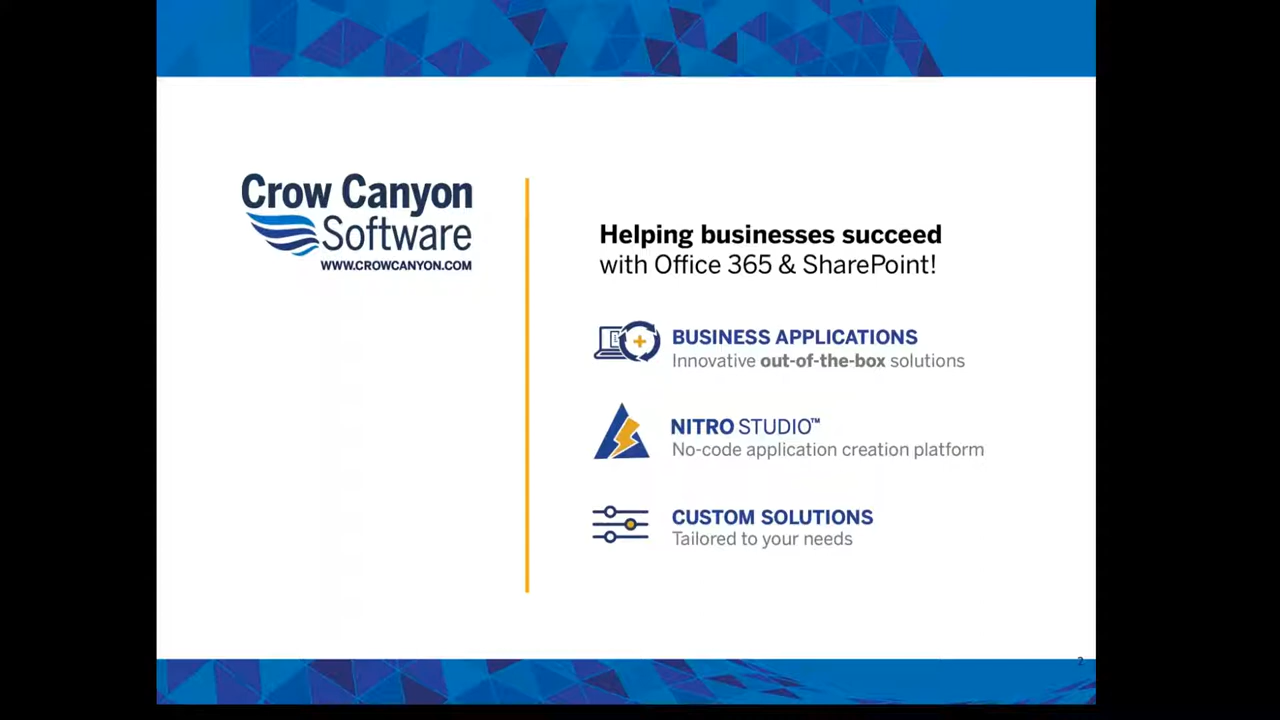 Crow Canyon
Software
WWW.CROWCANYON.COM
Helping businesses succeed
with Office 365 & SharePoint!
BUSINESS APPLICATIONS
Innovative out-of-the-box solutions
NITRO STUDIO™
No-code application creation platform
CUSTOM SOLUTIONS
Tailored to your needs
2